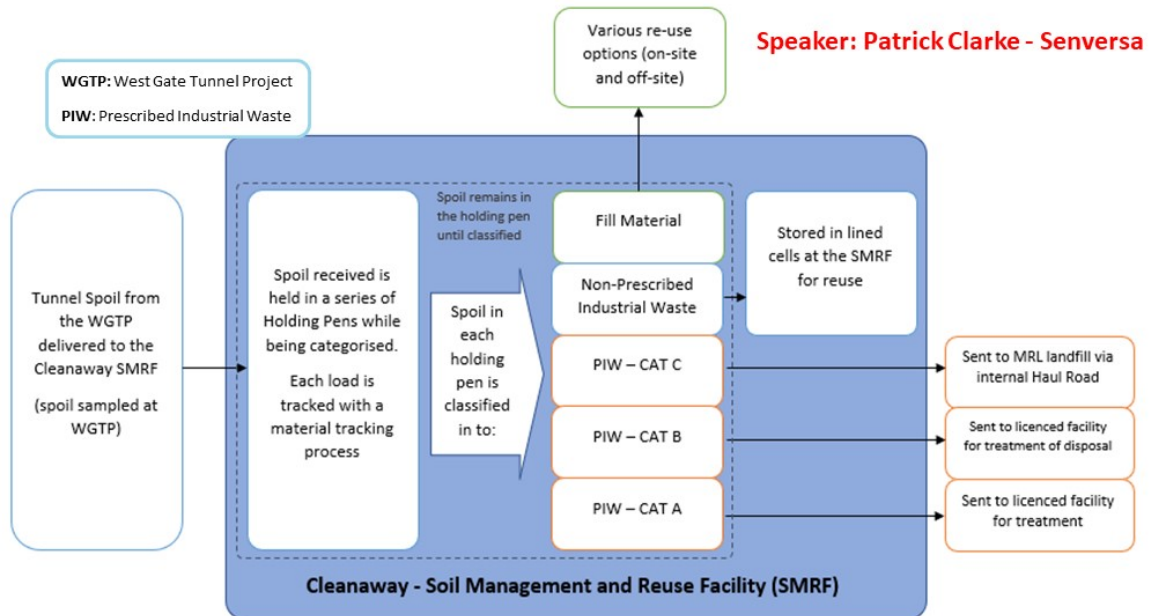 Speaker: Patrick Clarke - Senversa
WGTP: West Gate Tunnel Project
PIW: Prescribed Industrial Waste
Various re-use
options (on-site
and off-site)
Tunnel Spoil from
the WGTP
delivered to the
Cleanaway SMRF
(spoil sampled at
WGTP)
Spoil received is
held in a series of
Holding Pens while
being categorised.
Each load is
tracked with a
material tracking
process
Spoil remains in
the holding pen
until classified
Spoil in
each
holding
pen is
classified
in to:
Fill Material
Non-Prescribed
Industrial Waste
PIW – CAT C
PIW – CAT B
PIW – CAT A
Stored in lined
cells at the SMRF
for reuse
Sent to MRL landfill via
internal Haul Road
Sent to licenced facility
for treatment of disposal
Sent to licenced facility
for treatment
Cleanaway - Soil Management and Reuse Facility (SMRF)